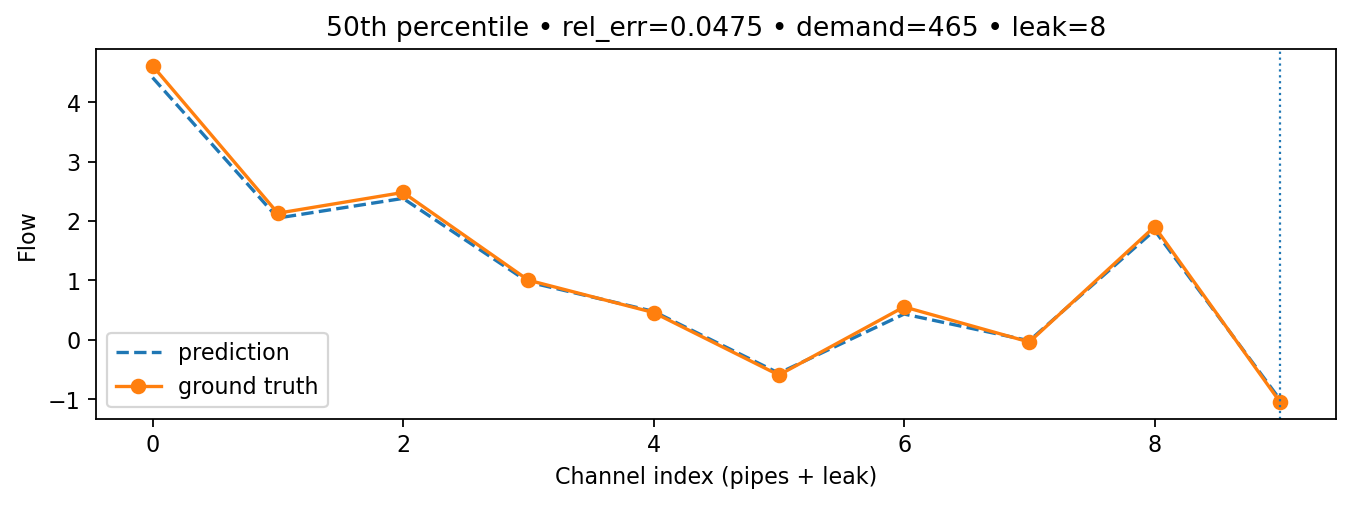 50th percentile • rel_err=0.0475 • demand=465 • leak=8
Flow
4
3
2
1
0
−1
prediction
ground truth
0 2 4 6 8
Channel index (pipes + leak)